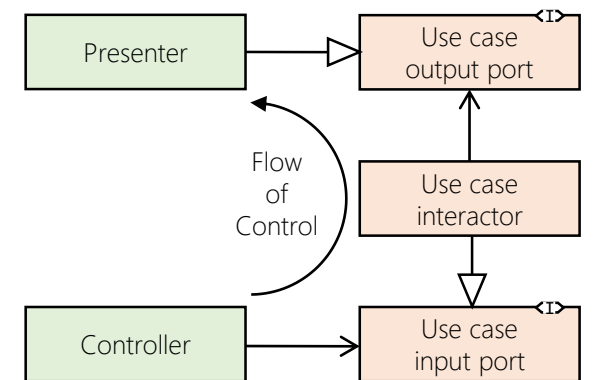 Presenter
<I>
Use case
output port
Flow
of
Control
Use case
interactor
Controller
<I>
Use case
input port